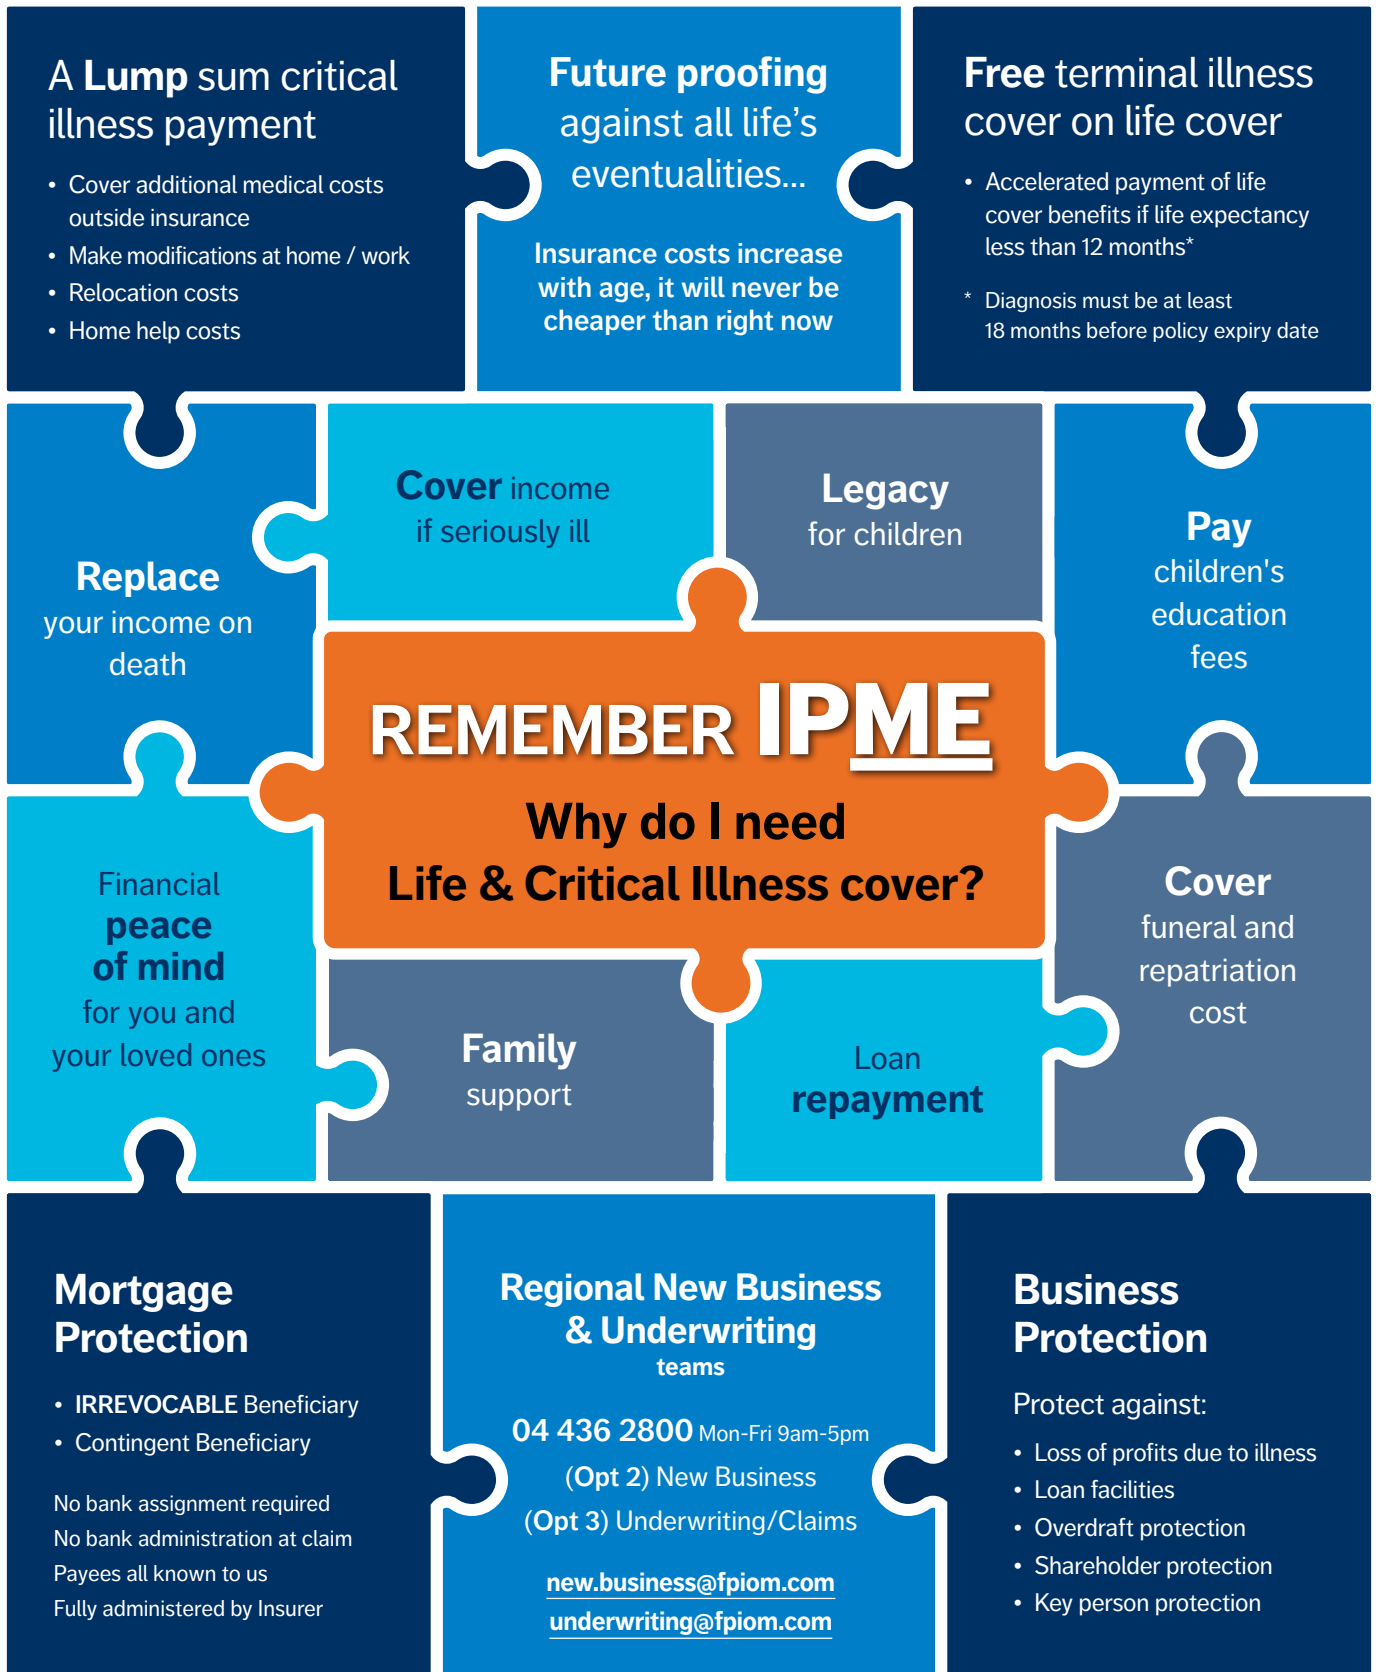 A Lump sum critical
illness payment
• Cover additional medical costs
outside insurance
• Make modifications at home / work
• Relocation costs
• Home help costs
Future proofing
against all life’s
eventualities...
Insurance costs increase
with age, it will never be
cheaper than right now
Free terminal illness
cover on life cover
• Accelerated payment of life
cover benefits if life expectancy
less than 12 months*
* Diagnosis must be at least
18 months before policy expiry date
Replace
your income on
death
Cover income
if seriously ill
Legacy
for children
Pay
children's
education
fees
REMEMBER IPME
Why do I need
Life & Critical Illness cover?
Financial
peace
of mind
for you and
your loved ones
Family
support
Loan
repayment
Cover
funeral and
repatriation
cost
Mortgage
Protection
• IRREVOCABLE Beneficiary
• Contingent Beneficiary
No bank assignment required
No bank administration at claim
Payees all known to us
Fully administered by Insurer
Regional New Business
& Underwriting
teams
04 436 2800 Mon-Fri 9am-5pm
(Opt 2) New Business
(Opt 3) Underwriting/Claims
new.business@fpiom.com
underwriting@fpiom.com
Business
Protection
Protect against:
• Loss of profits due to illness
• Loan facilities
• Overdraft protection
• Shareholder protection
• Key person protection